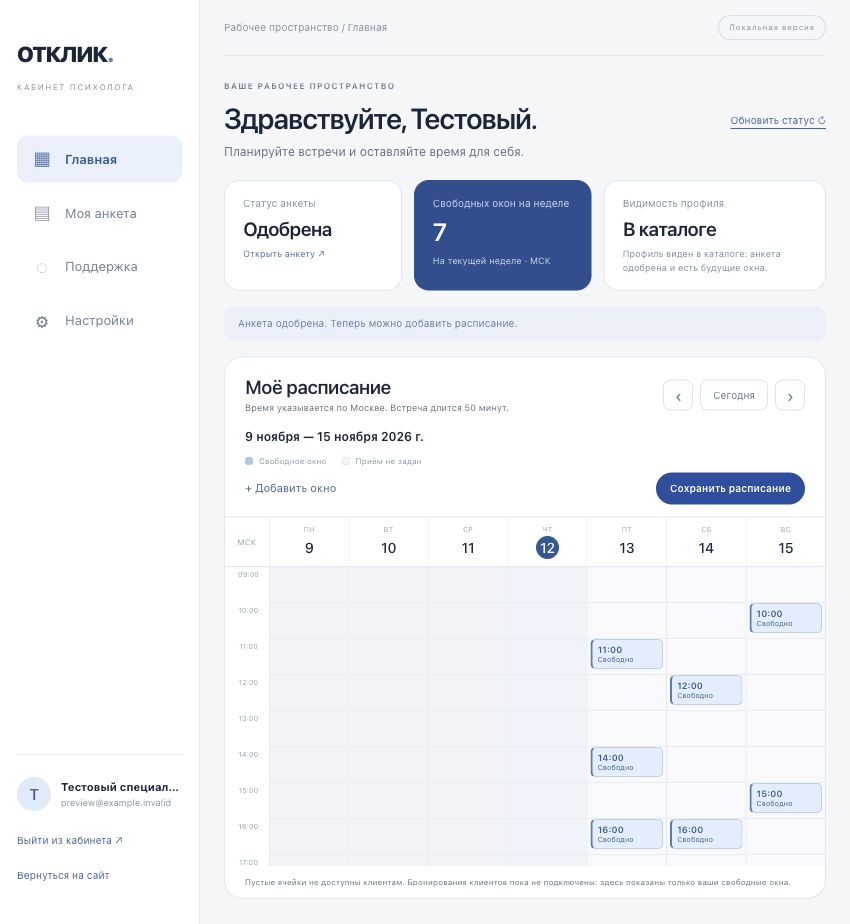 ОТКЛИК.
КАБИНЕТ ПСИХОЛОГА
Главная
Моя анкета
Поддержка
Настройки
Тестовый специал...
preview@example.invalid
Выйти из кабинета ↗
Вернуться на сайт
Рабочее пространство / Главная
Локальная версия
ВАШЕ РАБОЧЕЕ ПРОСТРАНСТВО
Здравствуйте, Тестовый.
Обновить статус ↻
Планируйте встречи и оставляйте время для себя.
Статус анкеты
Одобрена
Открыть анкету ↗
Свободных окон на неделе
7
На текущей неделе · МСК
Видимость профиля
В каталоге
Профиль виден в каталоге: анкета
одобрена и есть будущие окна.
Анкета одобрена. Теперь можно добавить расписание.
Моё расписание
Время указывается по Москве. Встреча длится 50 минут.
‹ Сегодня ›
9 ноября — 15 ноября 2026 г.
Свободное окно Приём не задан
+ Добавить окно
Сохранить расписание
МСК
ПН ВТ СР ЧТ ПТ СБ ВС
9 10 11 12 13 14 15
09:00
10:00
10:00
Свободно
11:00
11:00
Свободно
12:00
12:00
Свободно
13:00
14:00
14:00
Свободно
15:00
15:00
Свободно
16:00
16:00 16:00
Свободно Свободно
17:00
Пустые ячейки не доступны клиентам. Бронирования клиентов пока не подключены: здесь показаны только ваши свободные окна.